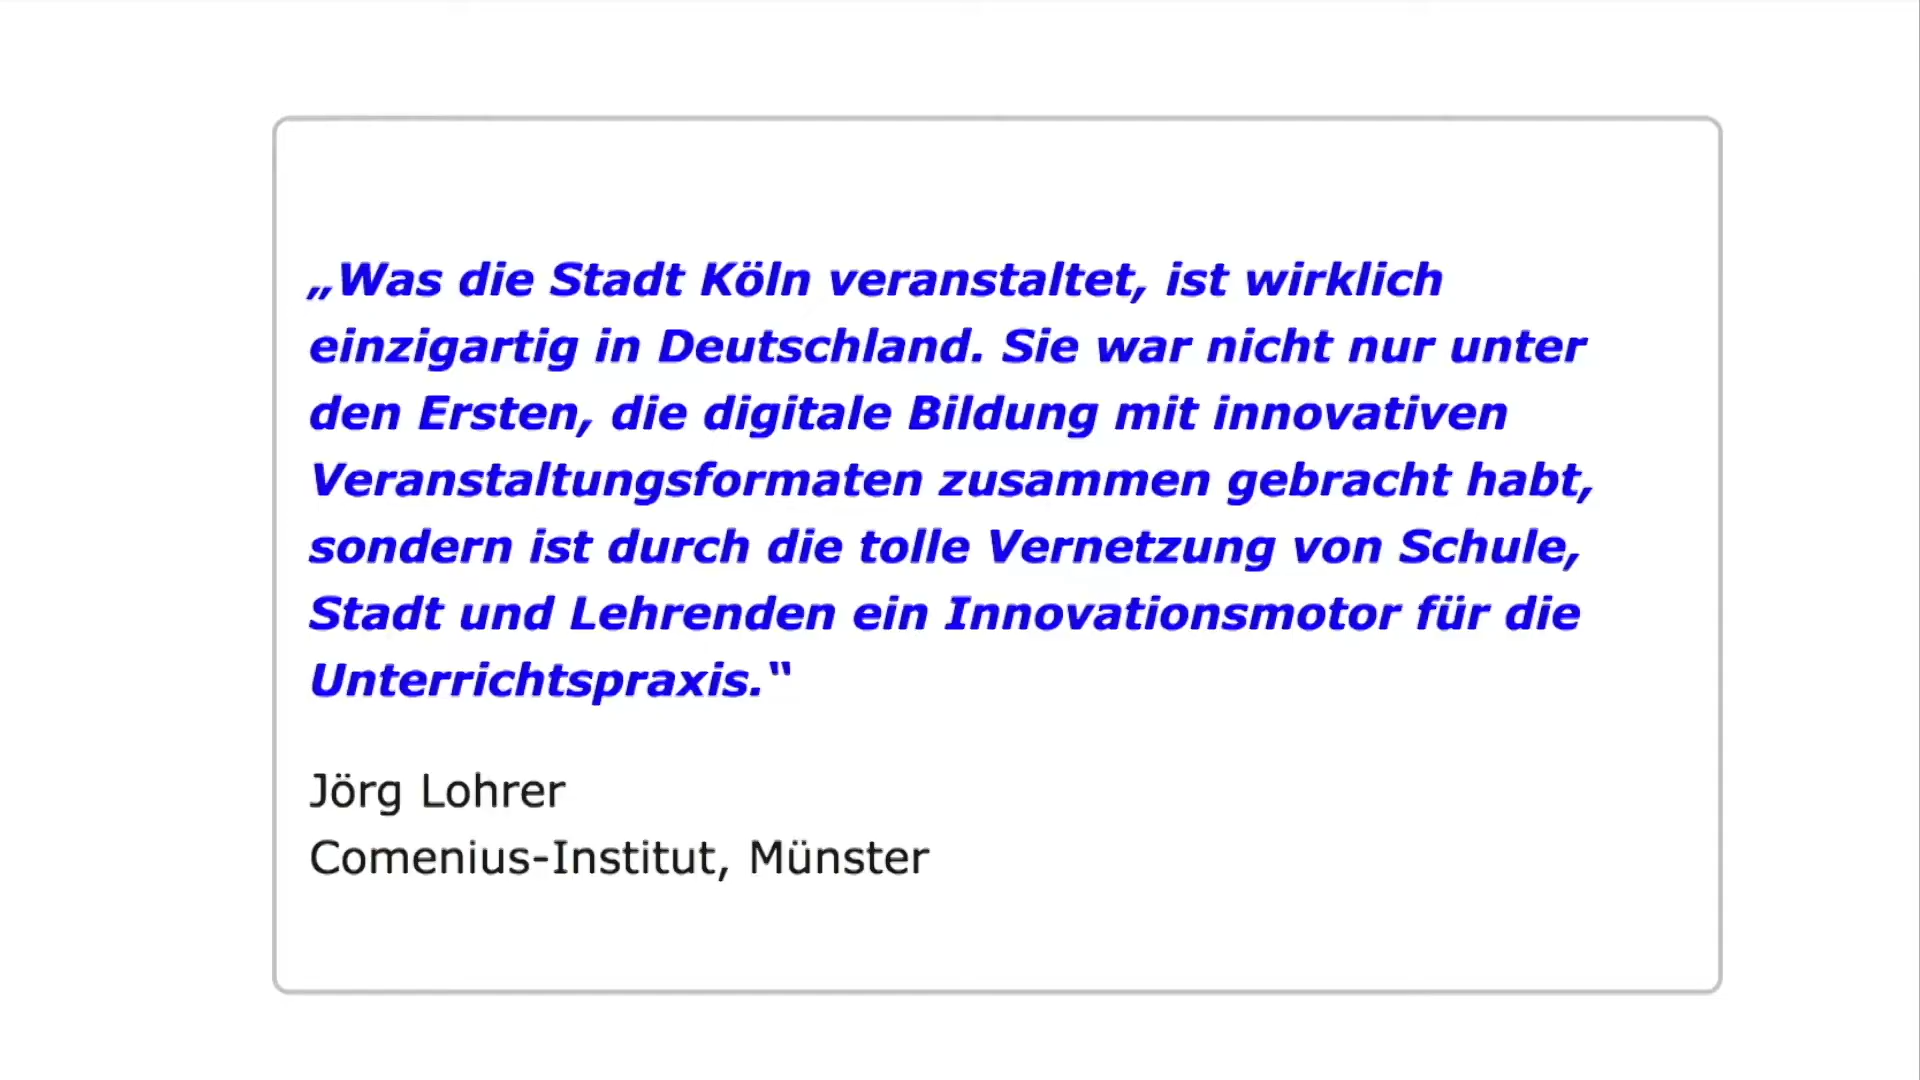 „Was die Stadt Köln veranstaltet, ist wirklich
einzigartig in Deutschland. Sie war nicht nur unter
den Ersten, die digitale Bildung mit innovativen
Veranstaltungsformaten zusammen gebracht habt,
sondern ist durch die tolle Vernetzung von Schule,
Stadt und Lehrenden ein Innovationsmotor für die
Unterrichtspraxis.“
Jörg Lohrer
Comenius-Institut, Münster